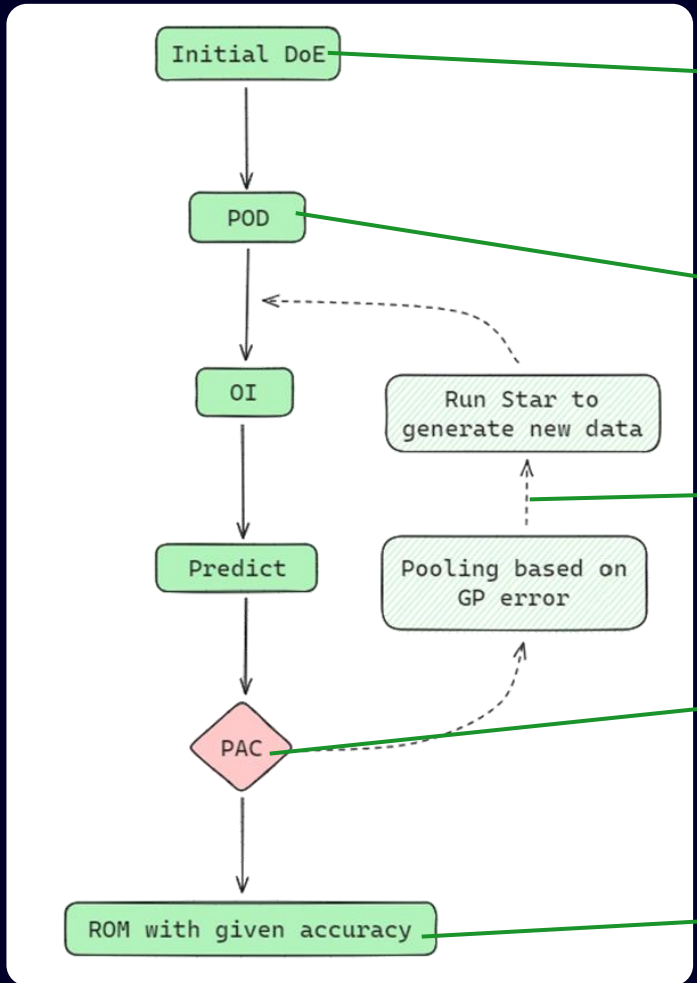 Initial DoE
POD
OI
Run Star to
generate new data
Predict
Pooling based on
GP error
PAC
ROM with given accuracy